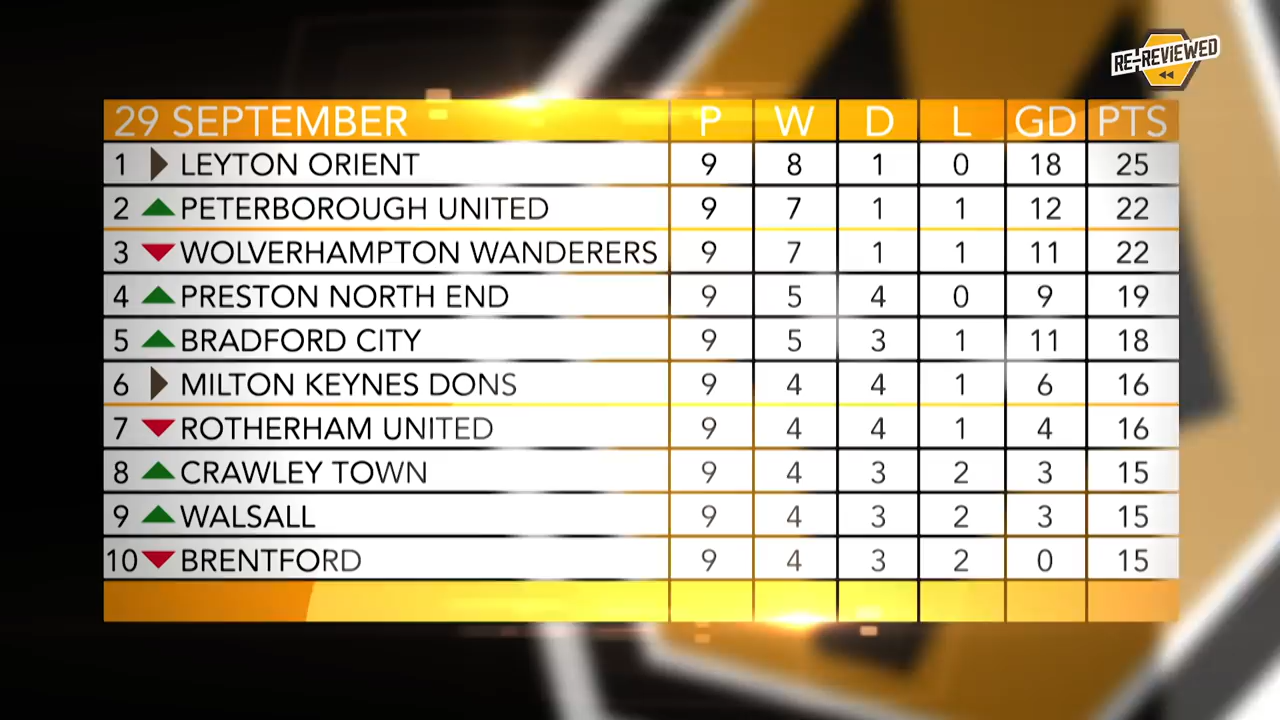 RE-REVIEWED
29 SEPTEMBER P W D L GD PTS
1 LEYTON ORIENT 9 8 1 0 18 25
2 PETERBOROUGH UNITED 9 7 1 1 12 22
3 WOLVERHAMPTON WANDERERS 9 7 1 1 11 22
4 PRESTON NORTH END 9 5 4 0 9 19
5 BRADFORD CITY 9 5 3 1 11 18
6 MILTON KEYNES DONS 9 4 4 1 6 16
7 ROTHERHAM UNITED 9 4 4 1 4 16
8 CRAWLEY TOWN 9 4 3 2 3 15
9 WALSALL 9 4 3 2 3 15
10 BRENTFORD 9 4 3 2 0 15